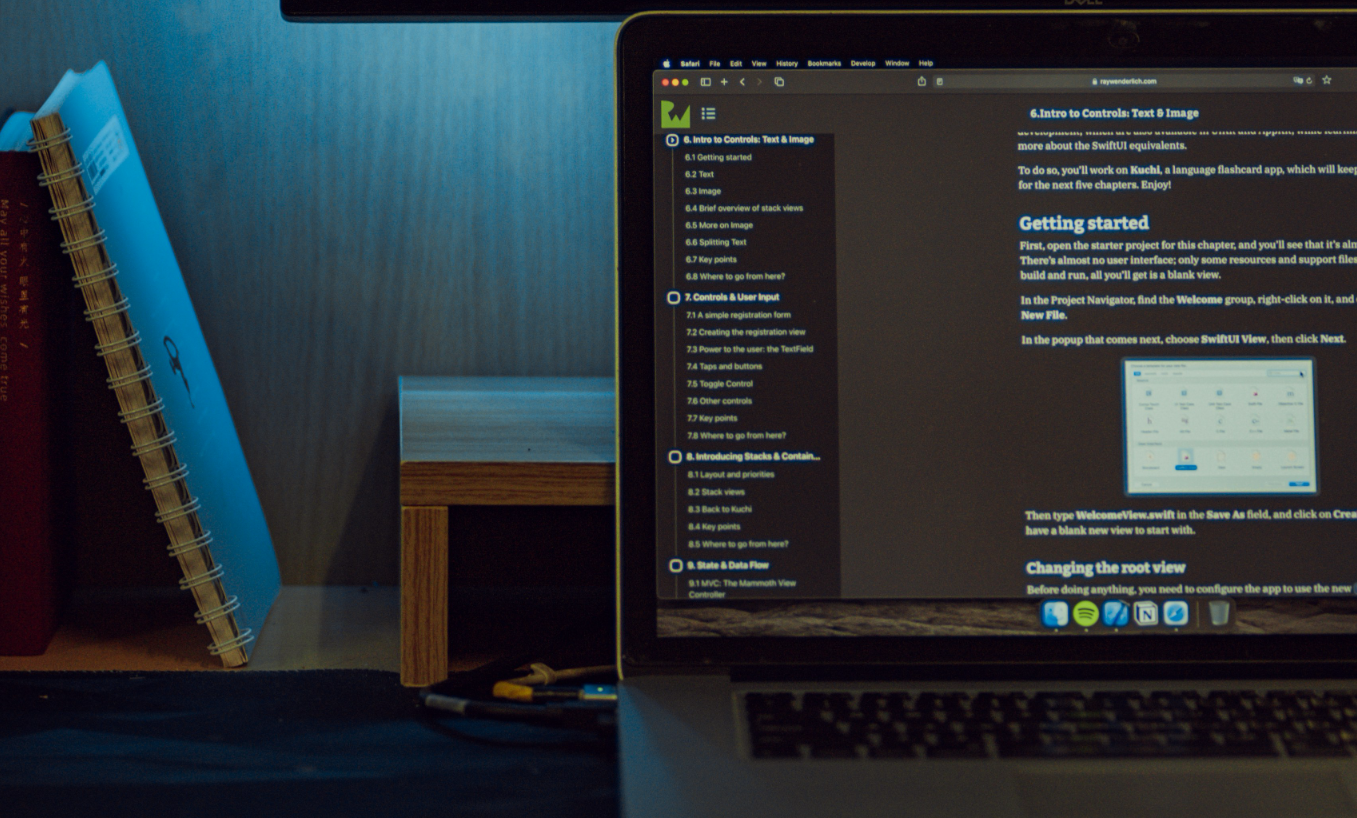 DELL
Safari File Edit View History Bookmarks Develop Window Help
raywenderlich.com
6.Intro to Controls: Text & Image
6. Intro to Controls: Text & Image
6.1 Getting started
6.2 Text
6.3 Image
6.4 Brief overview of stack views
6.5 More on Image
6.6 Splitting Text
6.7 Key points
6.8 Where to go from here?
7. Controls & User Input
7.1 A simple registration form
7.2 Creating the registration view
7.3 Power to the user: the TextField
7.4 Taps and buttons
7.5 Toggle Control
7.6 Other controls
7.7 Key points
7.8 Where to go from here?
8. Introducing Stacks & Contain...
8.1 Layout and priorities
8.2 Stack views
8.3 Back to Kuchi
8.4 Key points
8.5 Where to go from here?
9. State & Data Flow
9.1 MVC: The Mammoth View
Controller
more about the SwiftUI equivalents.
To do so, you'll work on Kuchi, a language flashcard app, which will keep
for the next five chapters. Enjoy!
Getting started
First, open the starter project for this chapter, and you'll see that it's
There's almost no user interface; only some resources and support files
build and run, all you'll get is a blank view.
In the Project Navigator, find the Welcome group, right-click on it, and
New File.
In the popup that comes next, choose SwiftUI View, then click Next.
Then type WelcomeView.swift in the Save As field, and click on
have a blank new view to start with.
Changing the root view
Before doing anything, you need to configure the app to use the new
May all your wishes come true